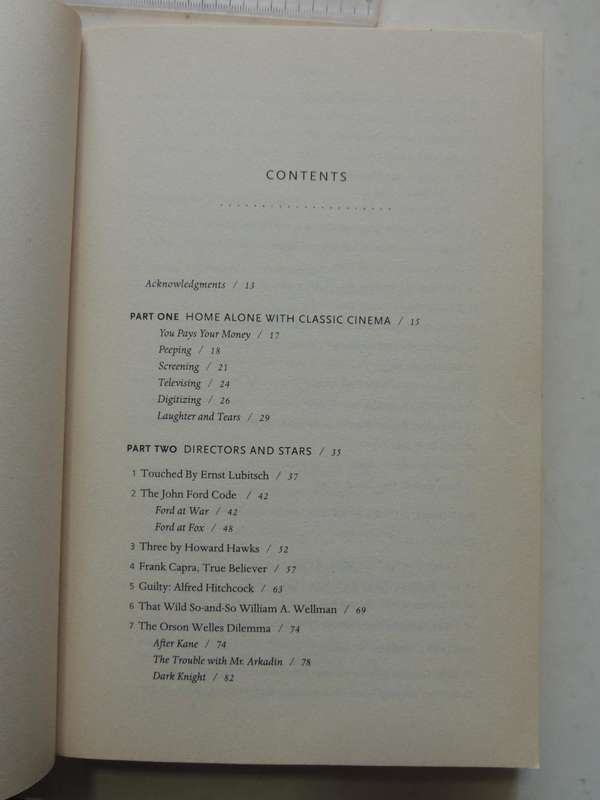 CONTENTS
Acknowledgments / 13
PART ONE HOME ALONE WITH CLASSIC CINEMA / 15
You Pays Your Money / 17
Peeping / 18
Screening / 21
Televising / 24
Digitizing / 26
Laughter and Tears / 29
PART TWO DIRECTORS AND STARS / 35
1 Touched By Ernst Lubitsch / 37
2 The John Ford Code / 42
Ford at War / 42
Ford at Fox / 48
3 Three by Howard Hawks / 52
4 Frank Capra, True Believer / 57
5 Guilty: Alfred Hitchcock / 63
6 That Wild So-and-So William A. Wellman / 69
7 The Orson Welles Dilemma / 74
After Kane / 74
The Trouble with Mr. Arkadin / 78
Dark Knight / 82